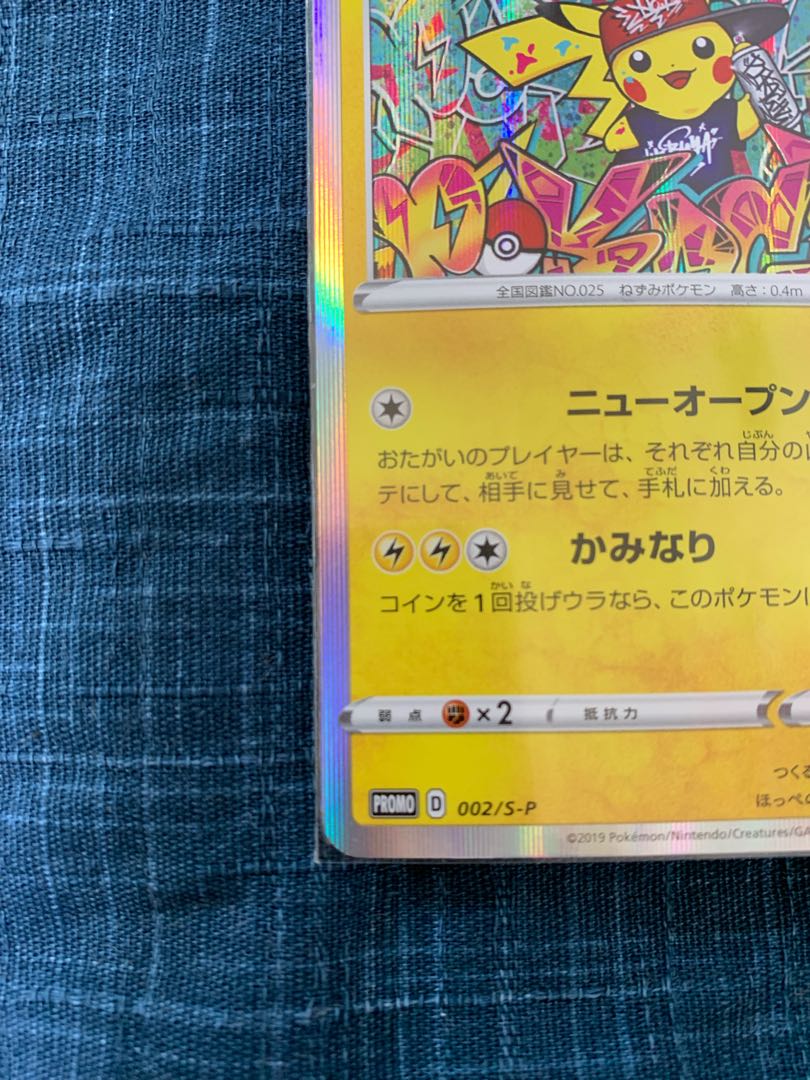 全国図鑑NO.025 ねずみポケモン 高さ:0.4m
ニューオープン
おたがいのプレイヤーは、それぞれ自分の
テにして、相手に見せて、手札に加える。
かみなり
コインを1回投げウラなら、このポケモンに
弱点 ×2 抵抗力
つくる
ほっぺの
PROMO D 002/S-P
©2019 Pokémon/Nintendo/Creatures/GA